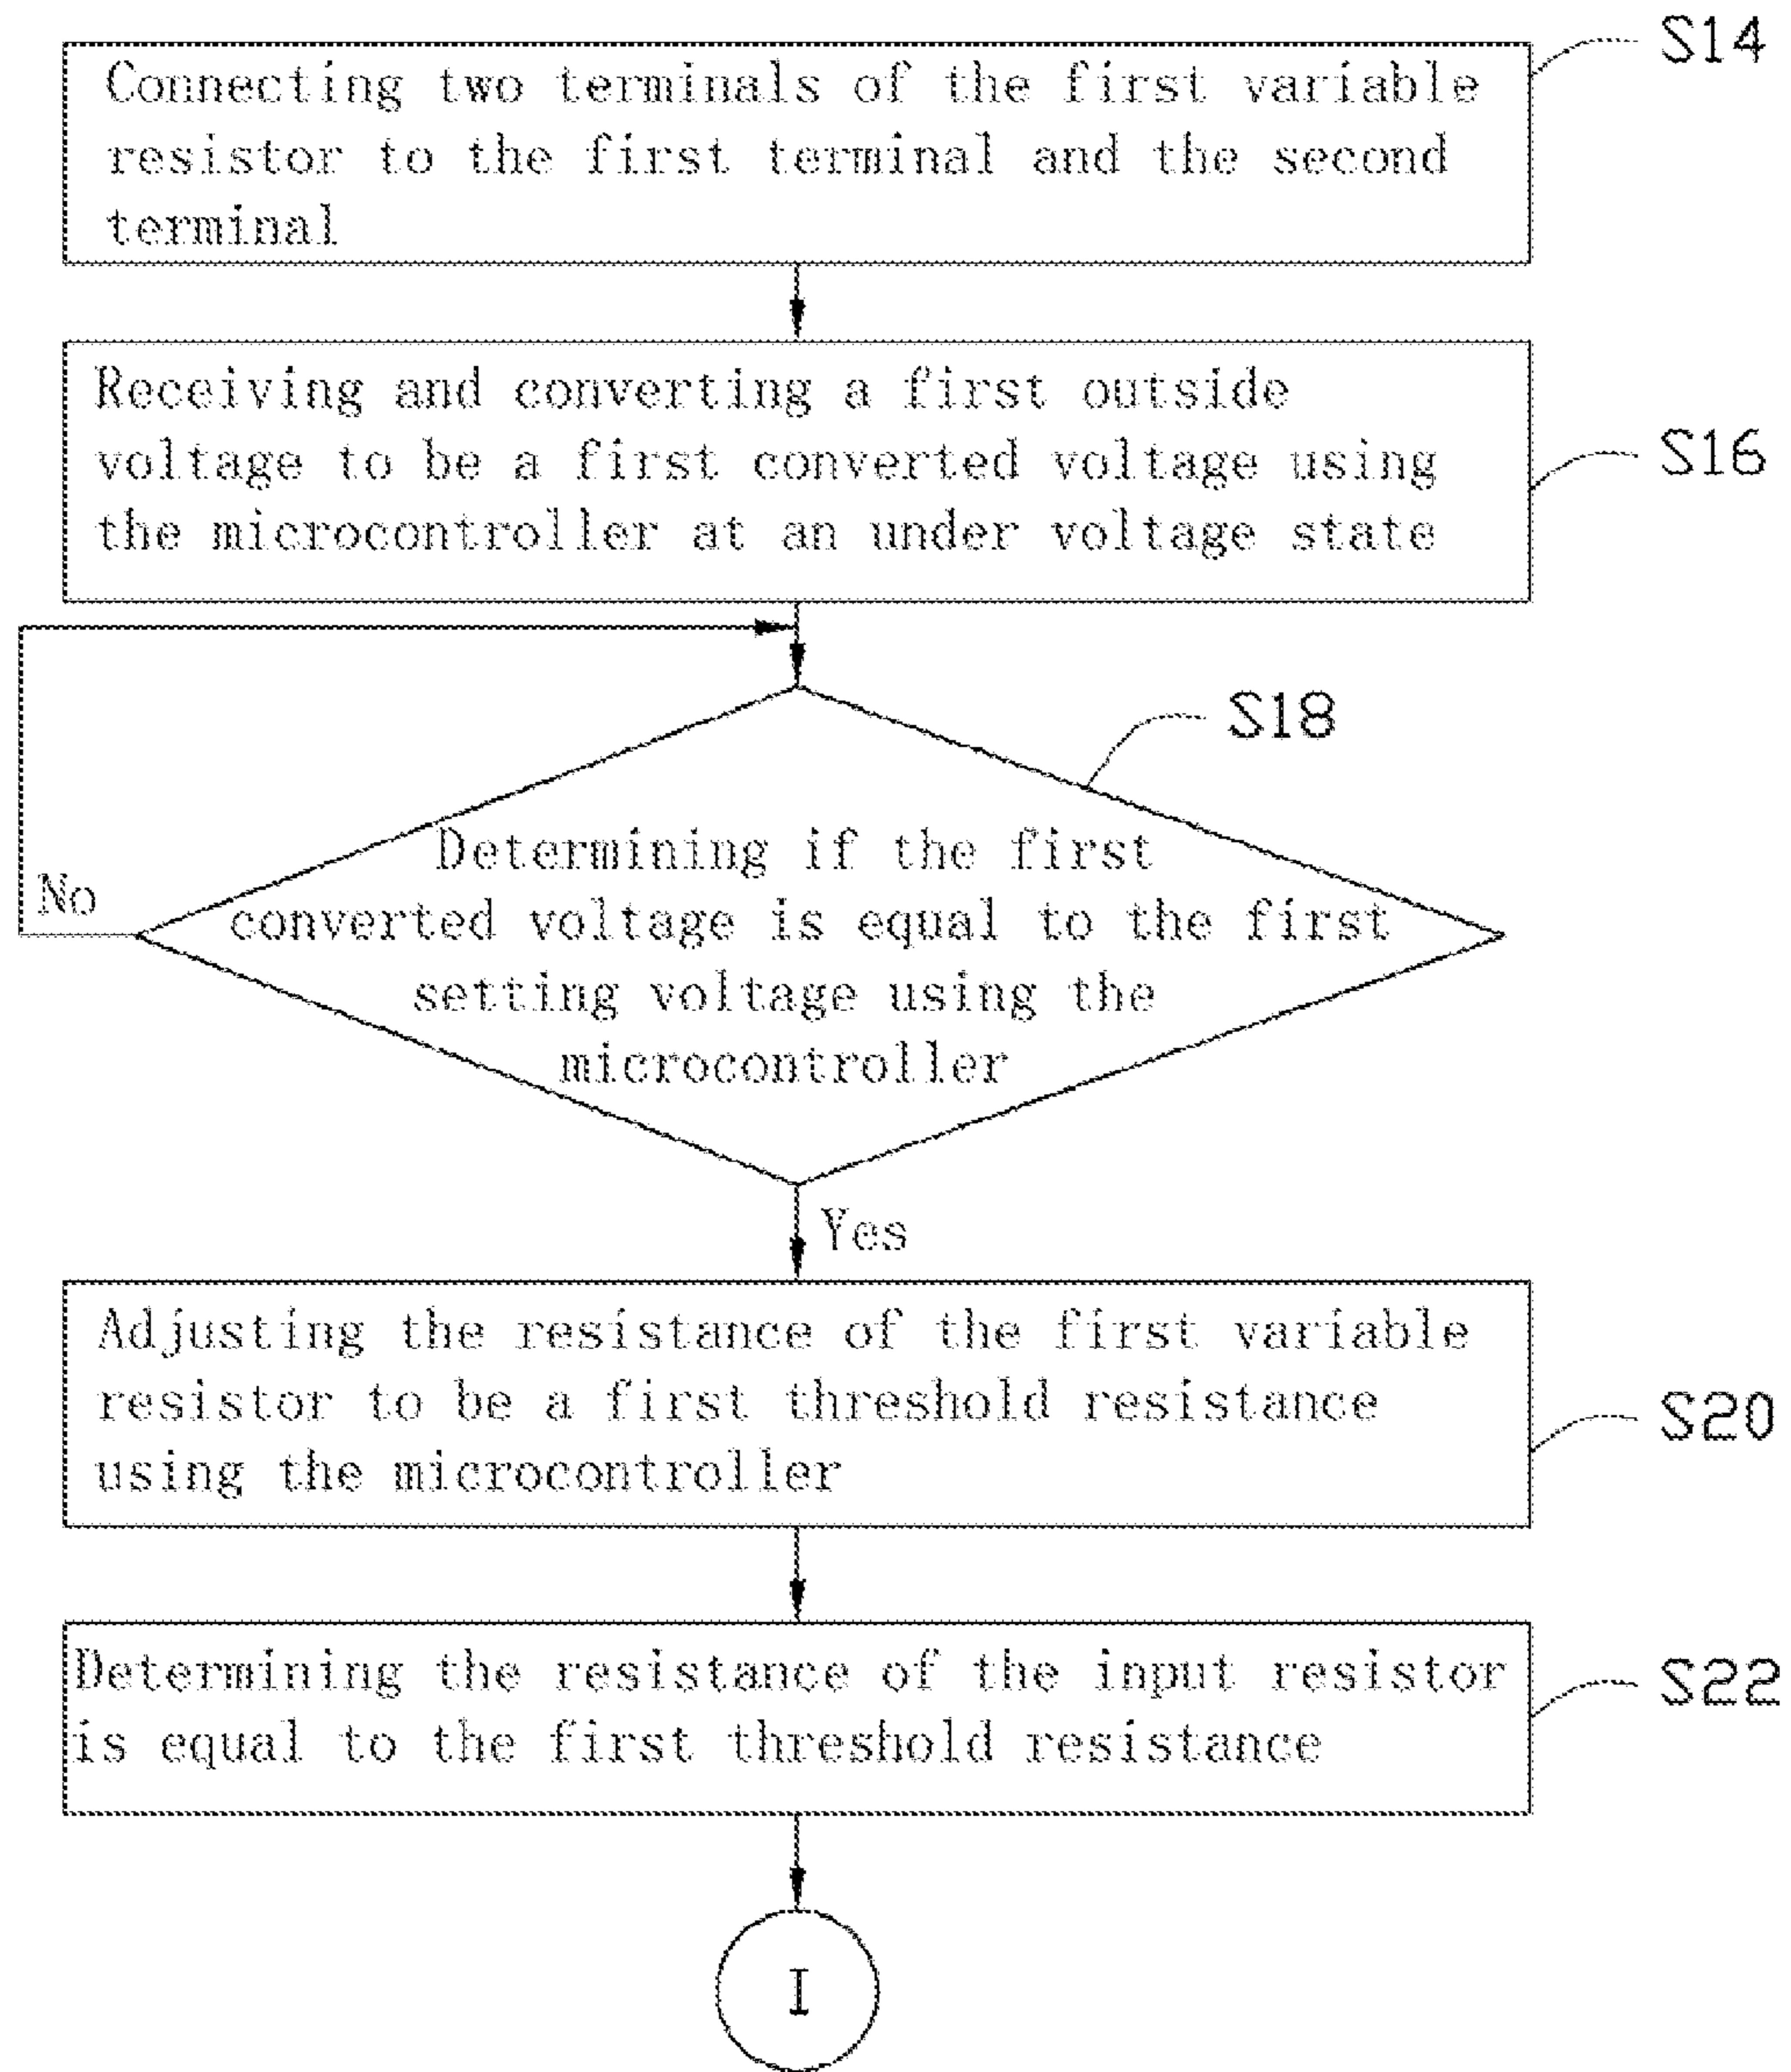 S14
Connecting two terminals of the first variable
resistor to the first terminal and the second
terminal
Receiving and converting a first outside
voltage to be a first converted voltage using
the microcontroller at an under voltage state
S16
S18
Determining if the first
converted voltage is equal to the first
setting voltage using the
microcontroller
No
Yes
Adjusting the resistance of the first variable
resistor to be a first threshold resistance
using the microcontroller
S20
Determining the resistance of the input resistor
is equal to the first threshold resistance
S22
I